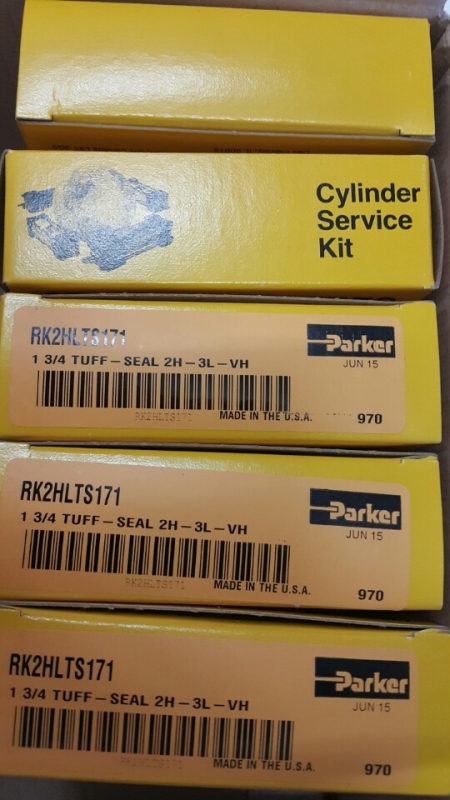 Cylinder
Service
Kit
RK2HLTS171
Parker
1 3/4 TUFF-SEAL 2H-3L-VH
JUN 15
RK2HLTS171
MADE IN THE U.S.A.
970
RK2HLTS171
Parker
1 3/4 TUFF-SEAL 2H-3L-VH
JUN 15
RK2HLTS171
MADE IN THE U.S.A.
970
RK2HLTS171
Parker
1 3/4 TUFF-SEAL 2H-3L-VH
JUN 15
RK2HLTS171
MADE IN THE U.S.A.
970